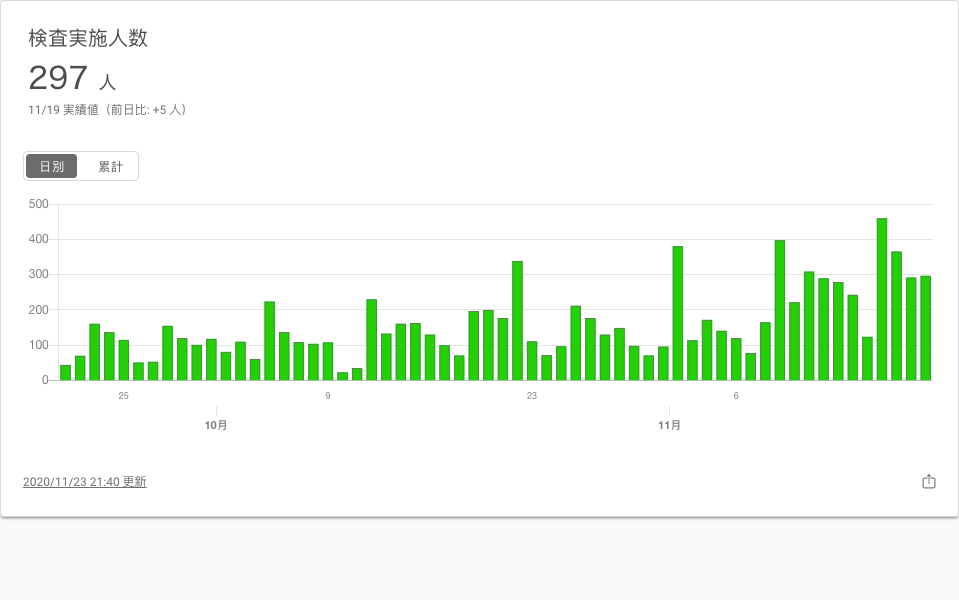 検査実施人数
297 人
11/19 実績値（前日比: +5 人）
日別 累計
500
400
300
200
100
0
25 9 23 6
10月 11月
2020/11/23 21:40 更新